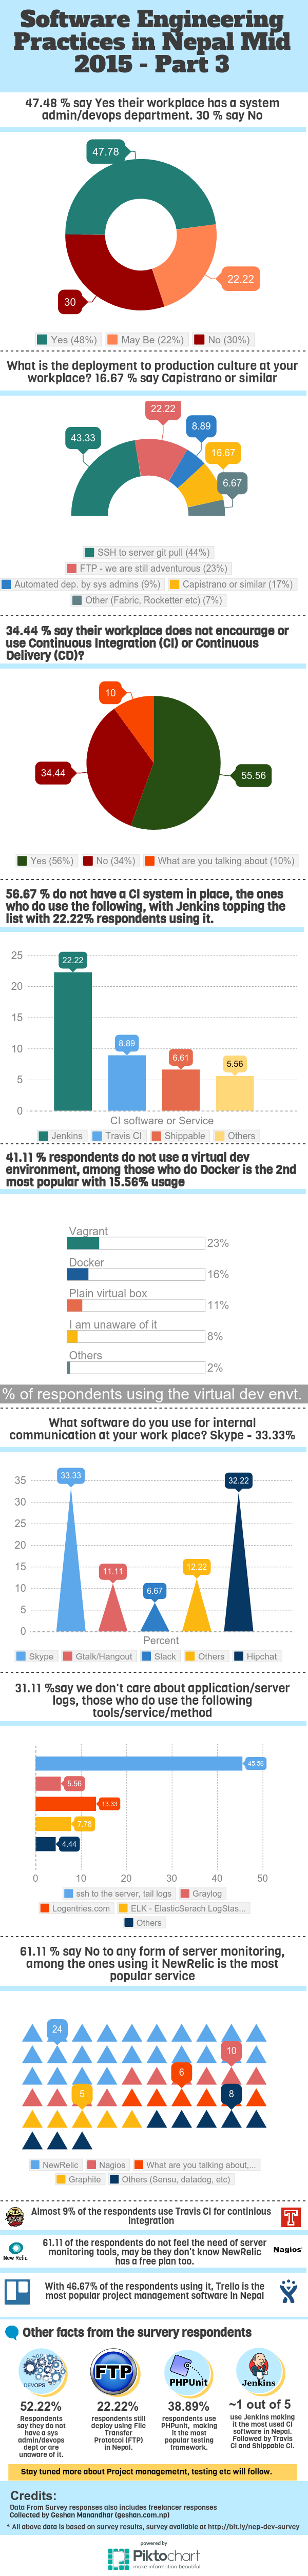 Software Engineering
Practices in Nepal Mid
2015 - Part 3
47.48 % say Yes their workplace has a system
admin/devops department. 30 % say No
47.78
22.22
30
Yes (48%) May Be (22%) No (30%)
What is the deployment to production culture at your
workplace? 16.67 % say Capistrano or similar
22.22
8.89
43.33
16.67
6.67
SSH to server git pull (44%)
FTP - we are still adventurous (23%)
Automated dep. by sys admins (9%) Capistrano or similar (17%)
Other (Fabric, Rocketter etc) (7%)
34.44 % say their workplace does not encourage or
use Continuous Integration (CI) or Continuous
Delivery (CD)?
10
34.44
55.56
Yes (56%) No (34%) What are you talking about (10%)
56.67 % do not have a CI system in place, the ones
who do use the following, with Jenkins topping the
list with 22.22% respondents using it.
25
22.22
20
15
10
8.89
6.61
5.56
5
0
CI software or Service
Jenkins Travis CI Shippable Others
41.11 % respondents do not use a virtual dev
environment, among those who do Docker is the 2nd
most popular with 15.56% usage
Vagrant
23%
Docker
16%
Plain virtual box
11%
I am unaware of it
8%
Others
2%
% of respondents using the virtual dev envt.
What software do you use for internal
communication at your work place? Skype - 33.33%
35
33.33
32.22
30
25
20
15
11.11
12.22
10
6.67
5
0
Percent
Skype Gtalk/Hangout Slack Others Hipchat
31.11 %say we don't care about application/server
logs, those who do use the following
tools/service/method
45.56
5.56
13.33
7.78
4.44
0 10 20 30 40 50
ssh to the server, tail logs Graylog
Logentries.com ELK - ElasticSerach LogStas...
Others
61.11 % say No to any form of server monitoring,
among the ones using it NewRelic is the most
popular service
24
10
6
5
8
NewRelic Nagios What are you talking about,...
Graphite Others (Sensu, datadog, etc)
Almost 9% of the respondents use Travis CI for continious
integration
61.11 of the respondents do not feel the need of server
monitoring tools, may be they don't know NewRelic
has a free plan too.
New Relic.
Nagios
With 46.67% of the respondents using it, Trello is the
most popular project management software in Nepal
Other facts from the survery respondents
DEVOPS
FTP
PHPUnit
Jenkins
52.22%
Respondents
say they do not
have a sys
admin/devops
dept or are
unaware of it.
22.22%
respondents still
deploy using File
Transfer
Prototcol (FTP)
in Nepal.
38.89%
respondents use
PHPunit, making
it the most
popular testing
framework.
~1 out of 5
use Jenkins making
it the most used CI
software in Nepal.
Followed by Travis
CI and Shippable CI.
Stay tuned more about Project managemetnt, testing etc will follow.
Credits:
Data From Survey responses also includes freelancer responses
Collected by Geshan Manandhar (geshan.com.np)
* All above data is based on survey results, survey available at http://bit.ly/nep-dev-survey
powered by
Piktochart
make information beautiful